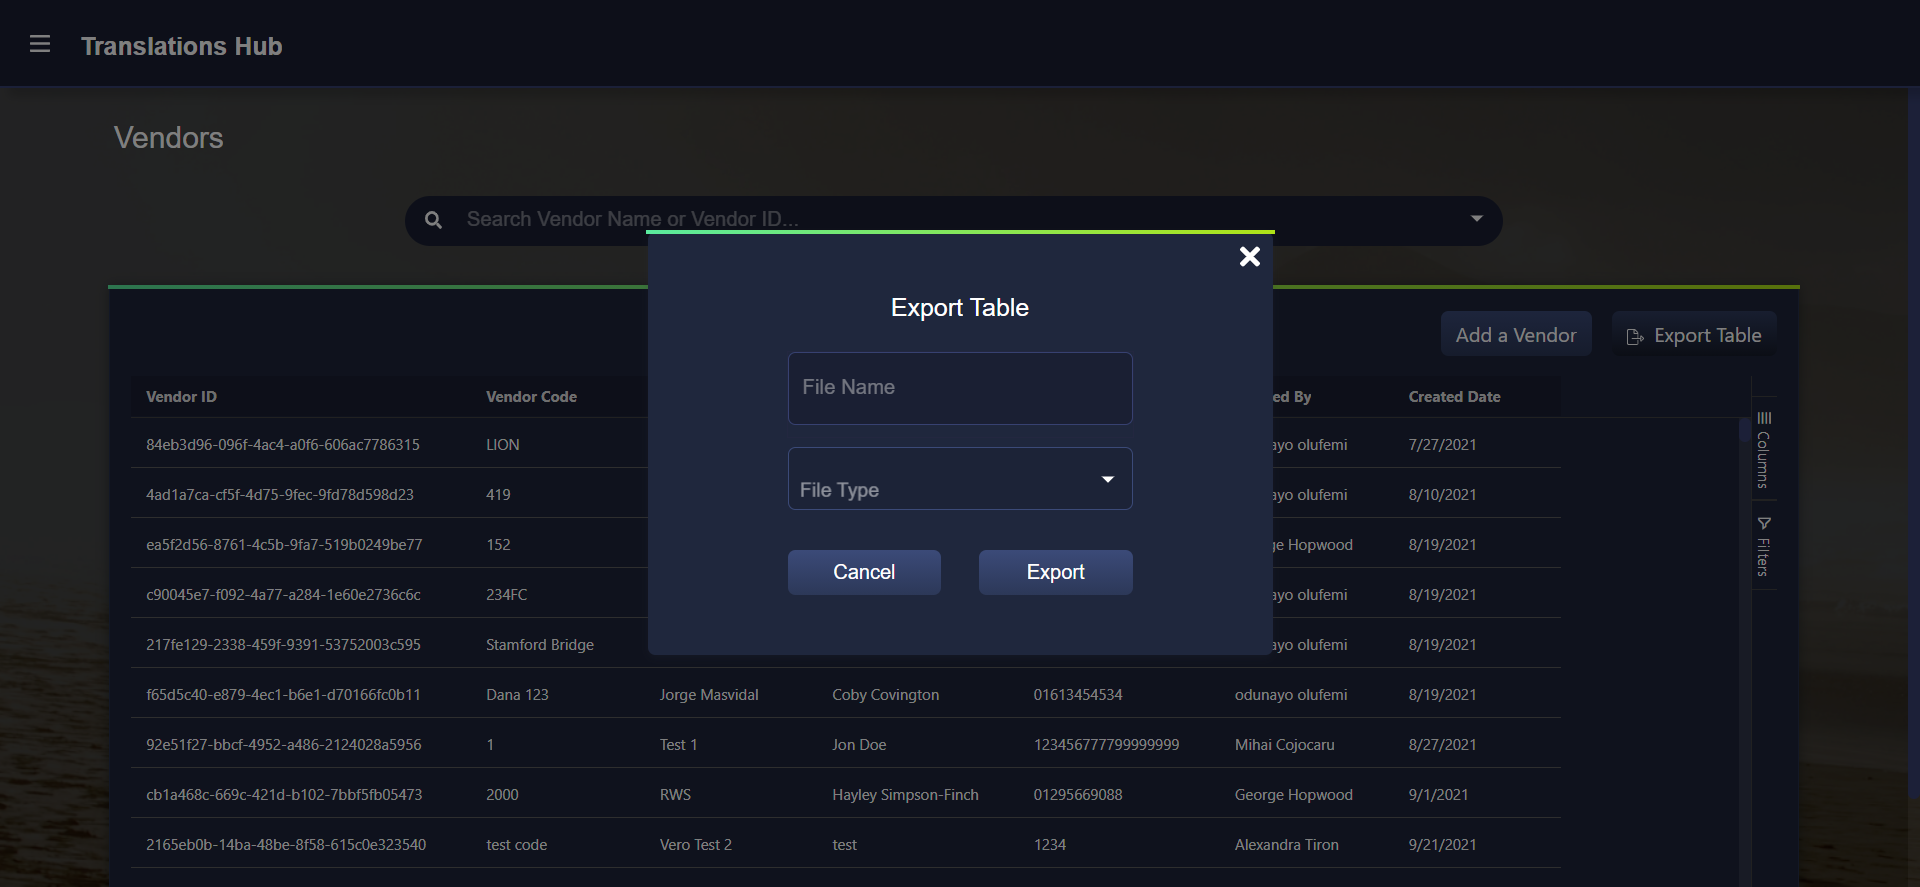 Translations Hub
Vendors
Search Vendor Name or Vendor ID...
Export Table
File Name
File Type
Cancel
Export
Add a Vendor
Export Table
Vendor ID Vendor Code ed By Created Date
84eb3d96-096f-4ac4-a0f6-606ac7786315 LION ayo olufemi 7/27/2021
4ad1a7ca-cf5f-4d75-9fec-9fd78d598d23 419 ayo olufemi 8/10/2021
ea5f2d56-8761-4c5b-9fa7-519b0249be77 152 ge Hopwood 8/19/2021
c90045e7-f092-4a77-a284-1e60e2736c6c 234FC ayo olufemi 8/19/2021
217fe129-2338-459f-9391-53752003c595 Stamford Bridge ayo olufemi 8/19/2021
f65d5c40-e879-4ec1-b6e1-d70166fc0b11 Dana 123 Jorge Masvidal Coby Covington 01613454534 odunayo olufemi 8/19/2021
92e51f27-bbcf-4952-a486-2124028a5956 1 Test 1 Jon Doe 123456777799999999 Mihai Cojocaru 8/27/2021
cb1a468c-669c-421d-b102-7bbf5fb05473 2000 RWS Hayley Simpson-Finch 01295669088 George Hopwood 9/1/2021
2165eb0b-14ba-48be-8f58-615c0e323540 test code Vero Test 2 test 1234 Alexandra Tiron 9/21/2021
Columns
Filters